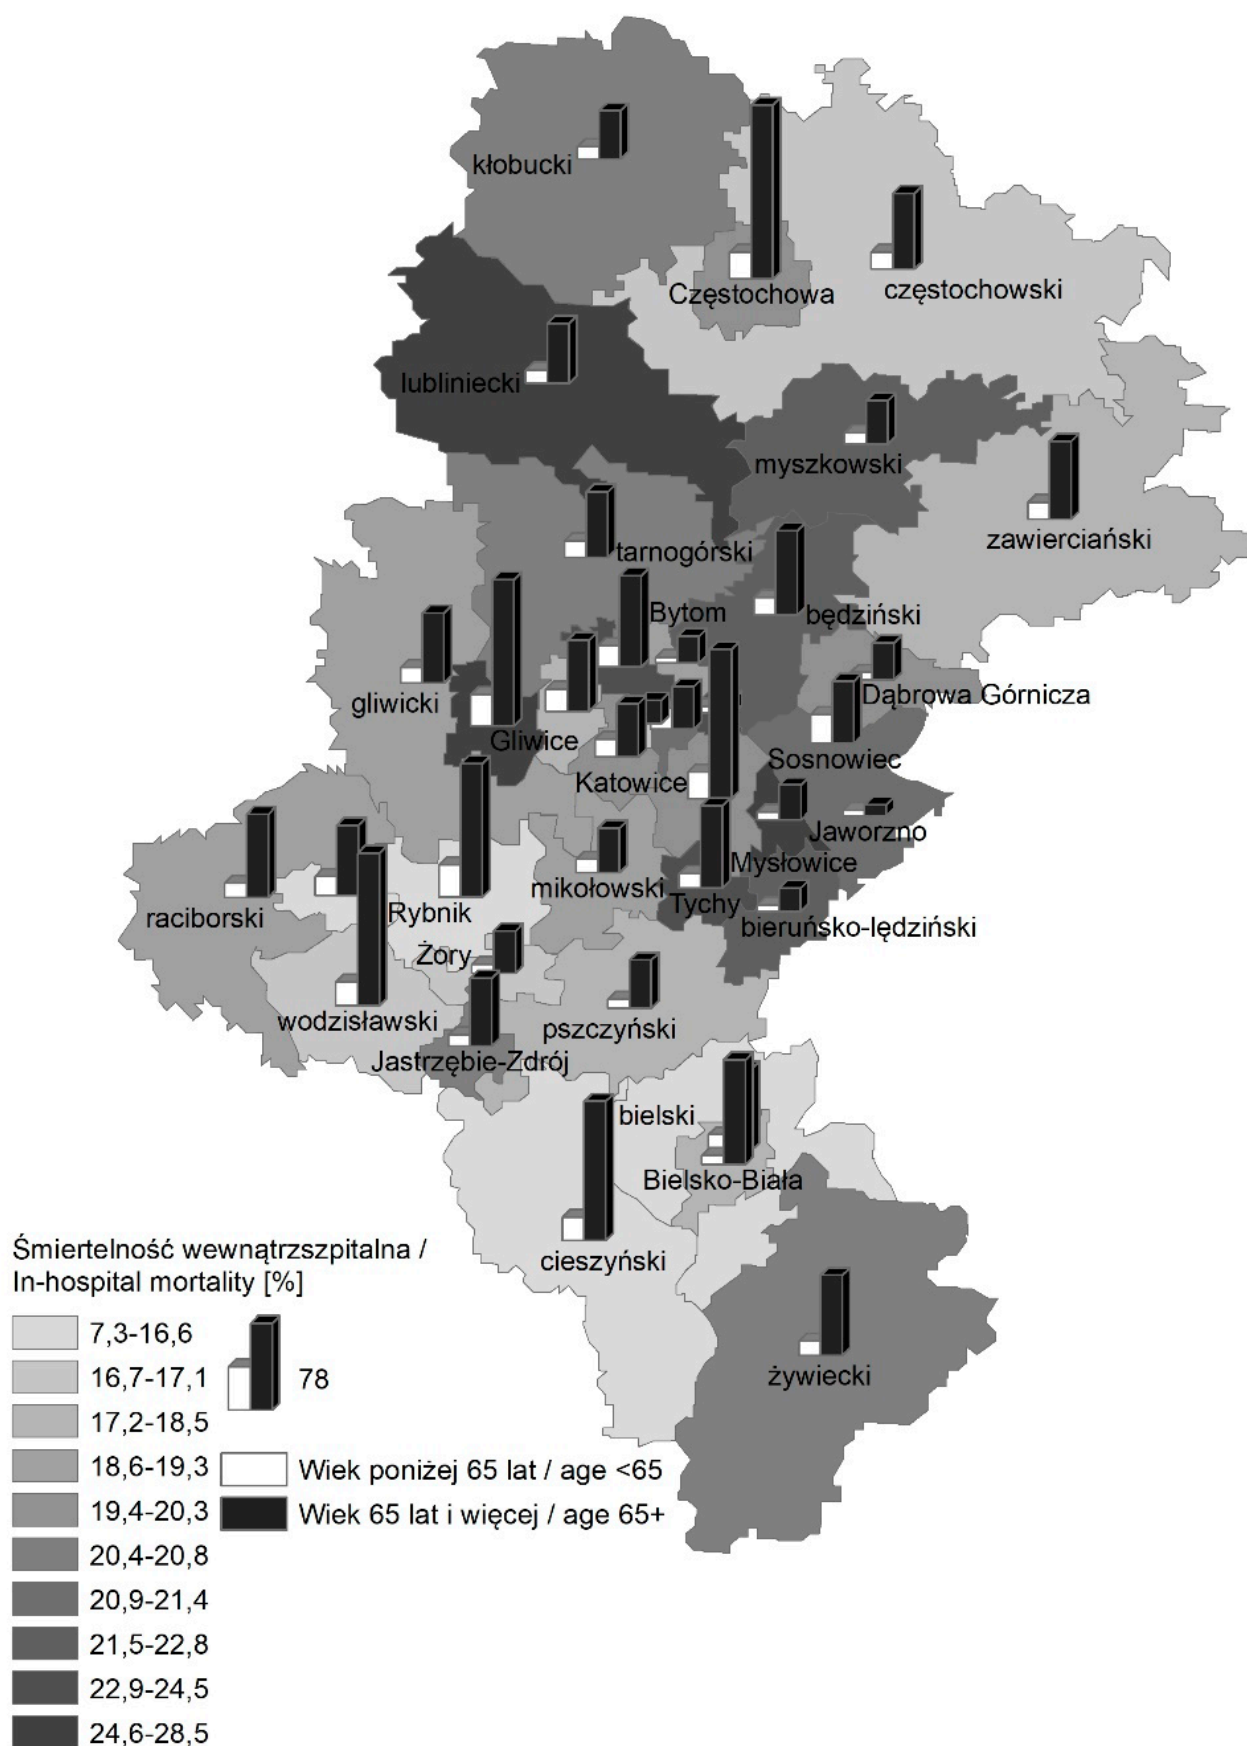 kłobucki
Częstochowa
częstochowski
lubliniecki
myszkowski
zawierciański
tarnogórski
Bytom
będziński
gliwicki
Dąbrowa Górnicza
Gliwice
Sosnowiec
Katowice
Jaworzno
Mysłowice
mikołowski
Tychy
raciborski
Rybnik
bieruńsko-lędziński
Żory
wodzisławski
pszczyński
Jastrzębie-Zdrój
bielski
Bielsko-Biała
cieszyński
żywiecki
Śmiertelność wewnątrzszpitalna /
In-hospital mortality [%]
7,3-16,6
16,7-17,1
78
17,2-18,5
18,6-19,3
Wiek poniżej 65 lat / age <65
19,4-20,3
Wiek 65 lat i więcej / age 65+
20,4-20,8
20,9-21,4
21,5-22,8
22,9-24,5
24,6-28,5